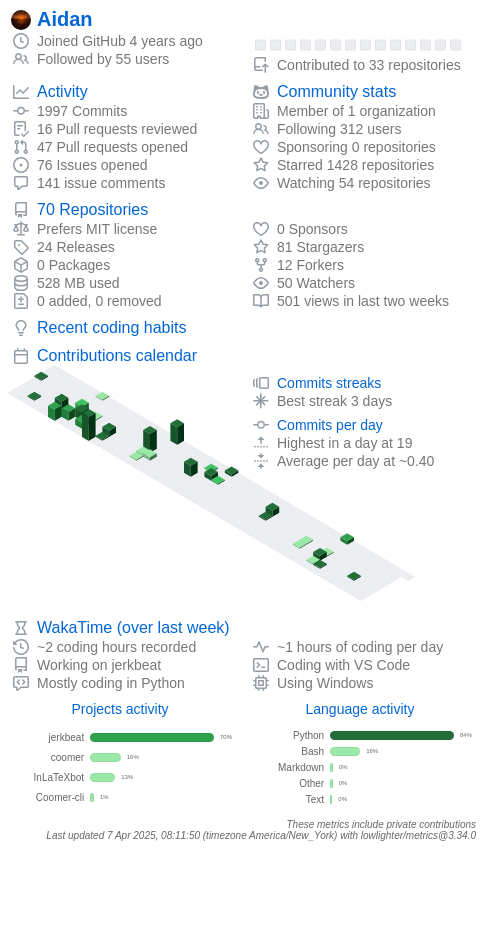 Aidan
Joined GitHub 4 years ago
Followed by 55 users
Contributed to 33 repositories
Activity
1997 Commits
16 Pull requests reviewed
47 Pull requests opened
76 Issues opened
141 issue comments
Community stats
Member of 1 organization
Following 312 users
Sponsoring 0 repositories
Starred 1428 repositories
Watching 54 repositories
70 Repositories
Prefers MIT license
24 Releases
0 Packages
528 MB used
0 added, 0 removed
0 Sponsors
81 Stargazers
12 Forkers
50 Watchers
501 views in last two weeks
Recent coding habits
Contributions calendar
Commits streaks
Best streak 3 days
Commits per day
Highest in a day at 19
Average per day at ~0.40
WakaTime (over last week)
~2 coding hours recorded
Working on jerkbeat
Mostly coding in Python
~1 hours of coding per day
Coding with VS Code
Using Windows
Projects activity
jerkbeat 70%
coomer 16%
InLaTeXbot 13%
Coomer-cli 1%
Language activity
Python 84%
Bash 16%
Markdown 0%
Other 0%
Text 0%
These metrics include private contributions
Last updated 7 Apr 2025, 08:11:50 (timezone America/New_York) with lowlighter/metrics@3.34.0